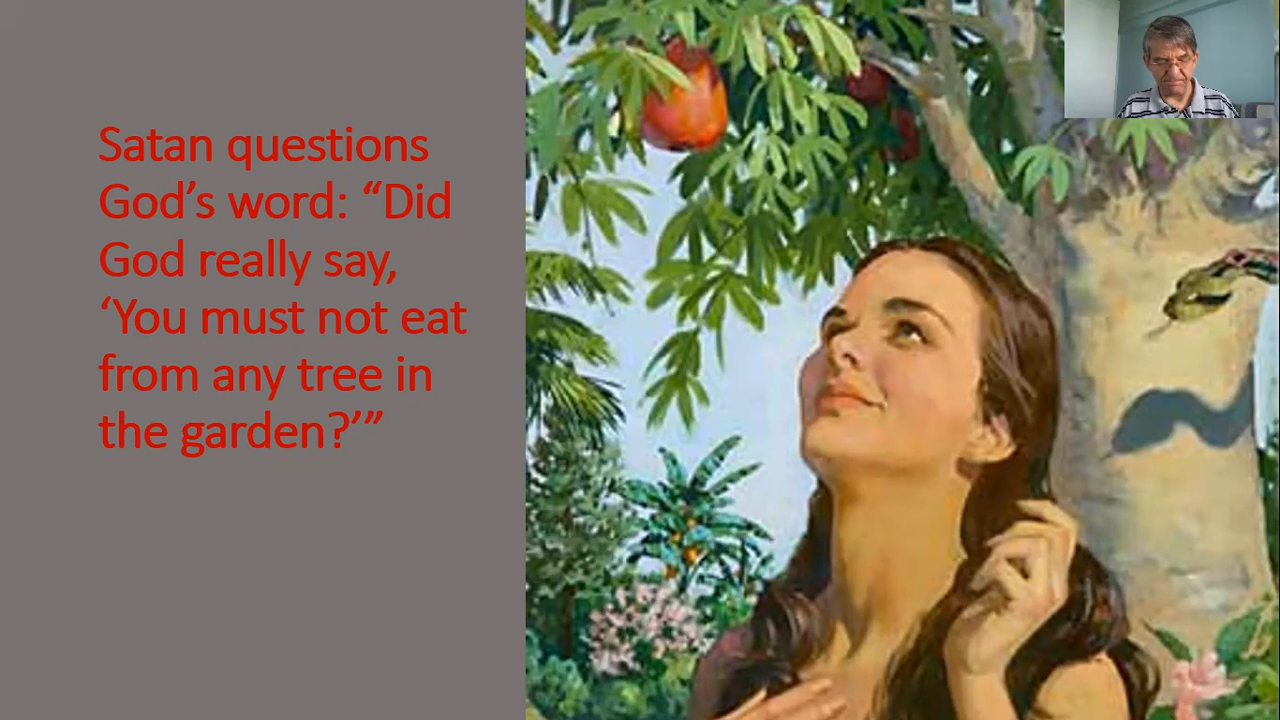 Satan questions
God’s word: “Did
God really say,
‘You must not eat
from any tree in
the garden?’”